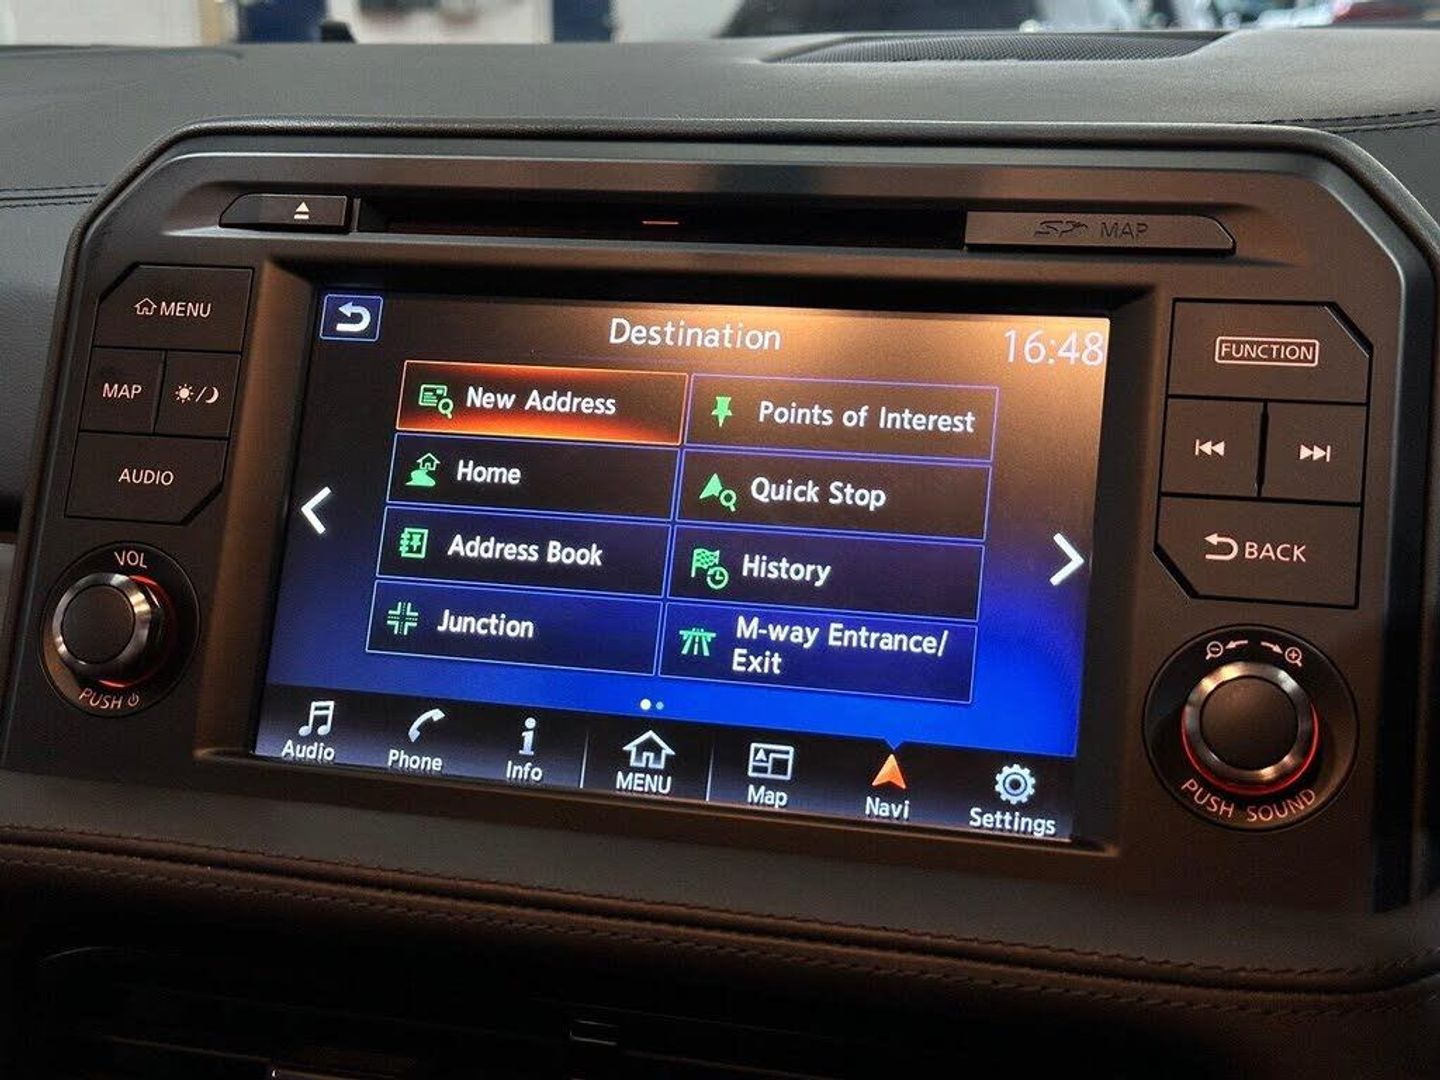 MAP
MENU
MAP
AUDIO
VOL
PUSH
Destination
16:48
New Address
Points of Interest
Home
Quick Stop
Address Book
History
Junction
M-way Entrance/
Exit
Audio
Phone
Info
MENU
Map
Navi
Settings
FUNCTION
BACK
PUSH SOUND